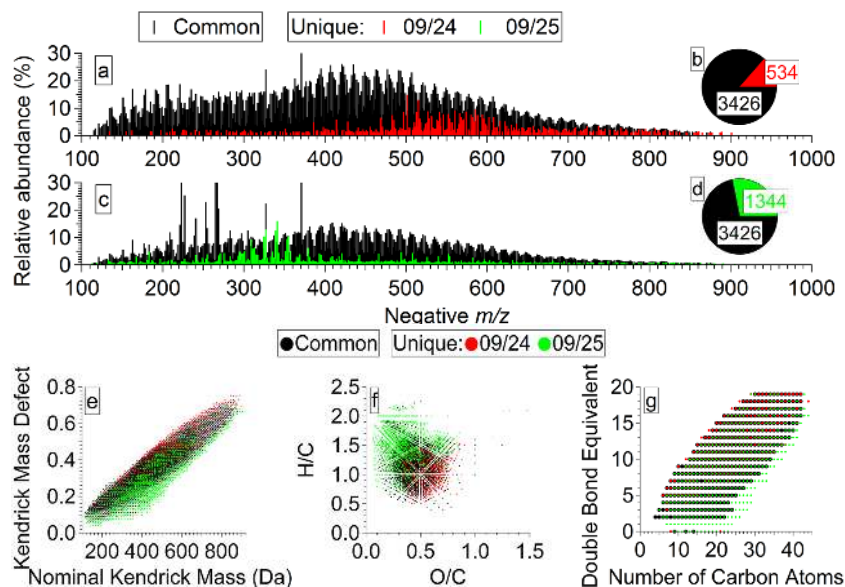 Common Unique: 09/24 09/25
Relative abundance (%)
30
20
10
0
a
b
534
3426
100 200 300 400 500 600 700 800 900 1000
30
20
10
0
c
d
1344
3426
100 200 300 400 500 600 700 800 900 1000
Negative m/z
Common Unique: 09/24 09/25
Kendrick Mass Defect
0.8
0.6
0.4
0.2
0.0
e
200 400 600 800
Nominal Kendrick Mass (Da)
H/C
2.5
2.0
1.5
1.0
0.5
0.0
f
0.0 0.5 1.0 1.5
O/C
Double Bond Equivalent
20
15
10
5
0
g
0 10 20 30 40
Number of Carbon Atoms